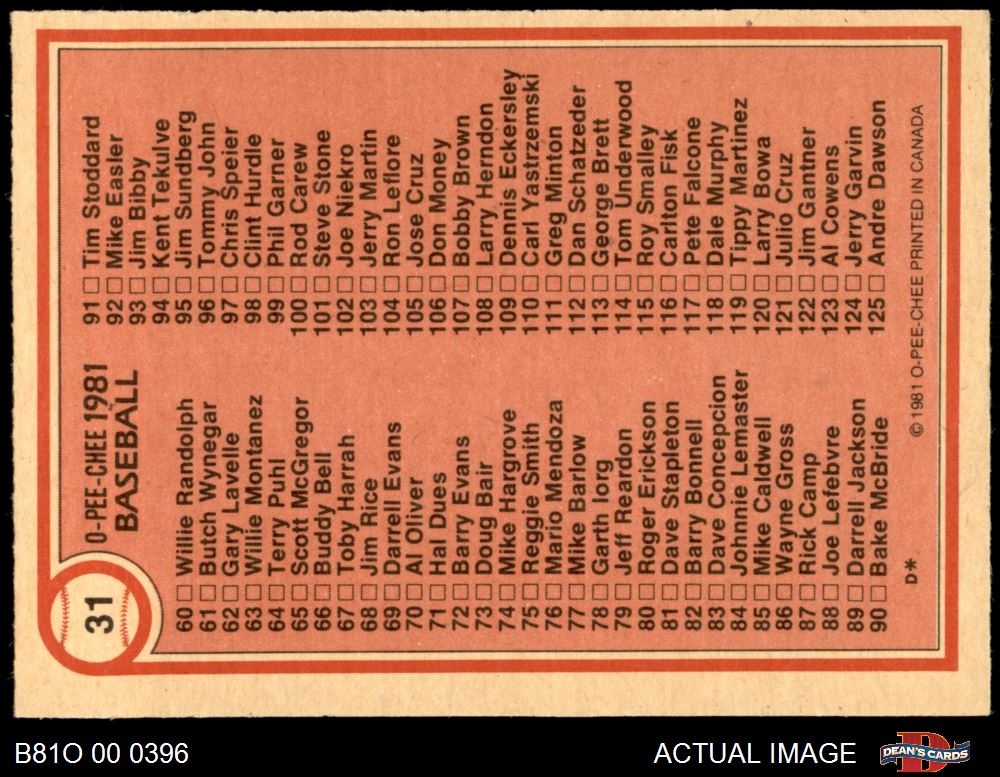 31
O-PEE-CHEE 1981
BASEBALL
60 Willie Randolph
61 Butch Wynegar
62 Gary Lavelle
63 Willie Montanez
64 Terry Puhl
65 Scott McGregor
66 Buddy Bell
67 Toby Harrah
68 Jim Rice
69 Darrell Evans
70 Al Oliver
71 Hal Dues
72 Barry Evans
73 Doug Bair
74 Mike Hargrove
75 Reggie Smith
76 Mario Mendoza
77 Mike Barlow
78 Garth Iorg
79 Jeff Reardon
80 Roger Erickson
81 Dave Stapleton
82 Barry Bonnell
83 Dave Concepcion
84 Johnnie Lemaster
85 Mike Caldwell
86 Wayne Gross
87 Rick Camp
88 Joe Lefebvre
89 Darrell Jackson
90 Bake McBride
91 Tim Stoddard
92 Mike Easler
93 Jim Bibby
94 Kent Tekulve
95 Jim Sundberg
96 Tommy John
97 Chris Speier
98 Clint Hurdle
99 Phil Garner
100 Rod Carew
101 Steve Stone
102 Joe Niekro
103 Jerry Martin
104 Ron Leflore
105 Jose Cruz
106 Don Money
107 Bobby Brown
108 Larry Herndon
109 Dennis Eckersley
110 Carl Yastrzemski
111 Greg Minton
112 Dan Schatzeder
113 George Brett
114 Tom Underwood
115 Roy Smalley
116 Carlton Fisk
117 Pete Falcone
118 Dale Murphy
119 Tippy Martinez
120 Larry Bowa
121 Julio Cruz
122 Jim Gantner
123 Al Cowens
124 Jerry Garvin
125 Andre Dawson
D*
© 1981 O-PEE-CHEE PRINTED IN CANADA
B81O 00 0396
ACTUAL IMAGE
DEAN'S CARDS